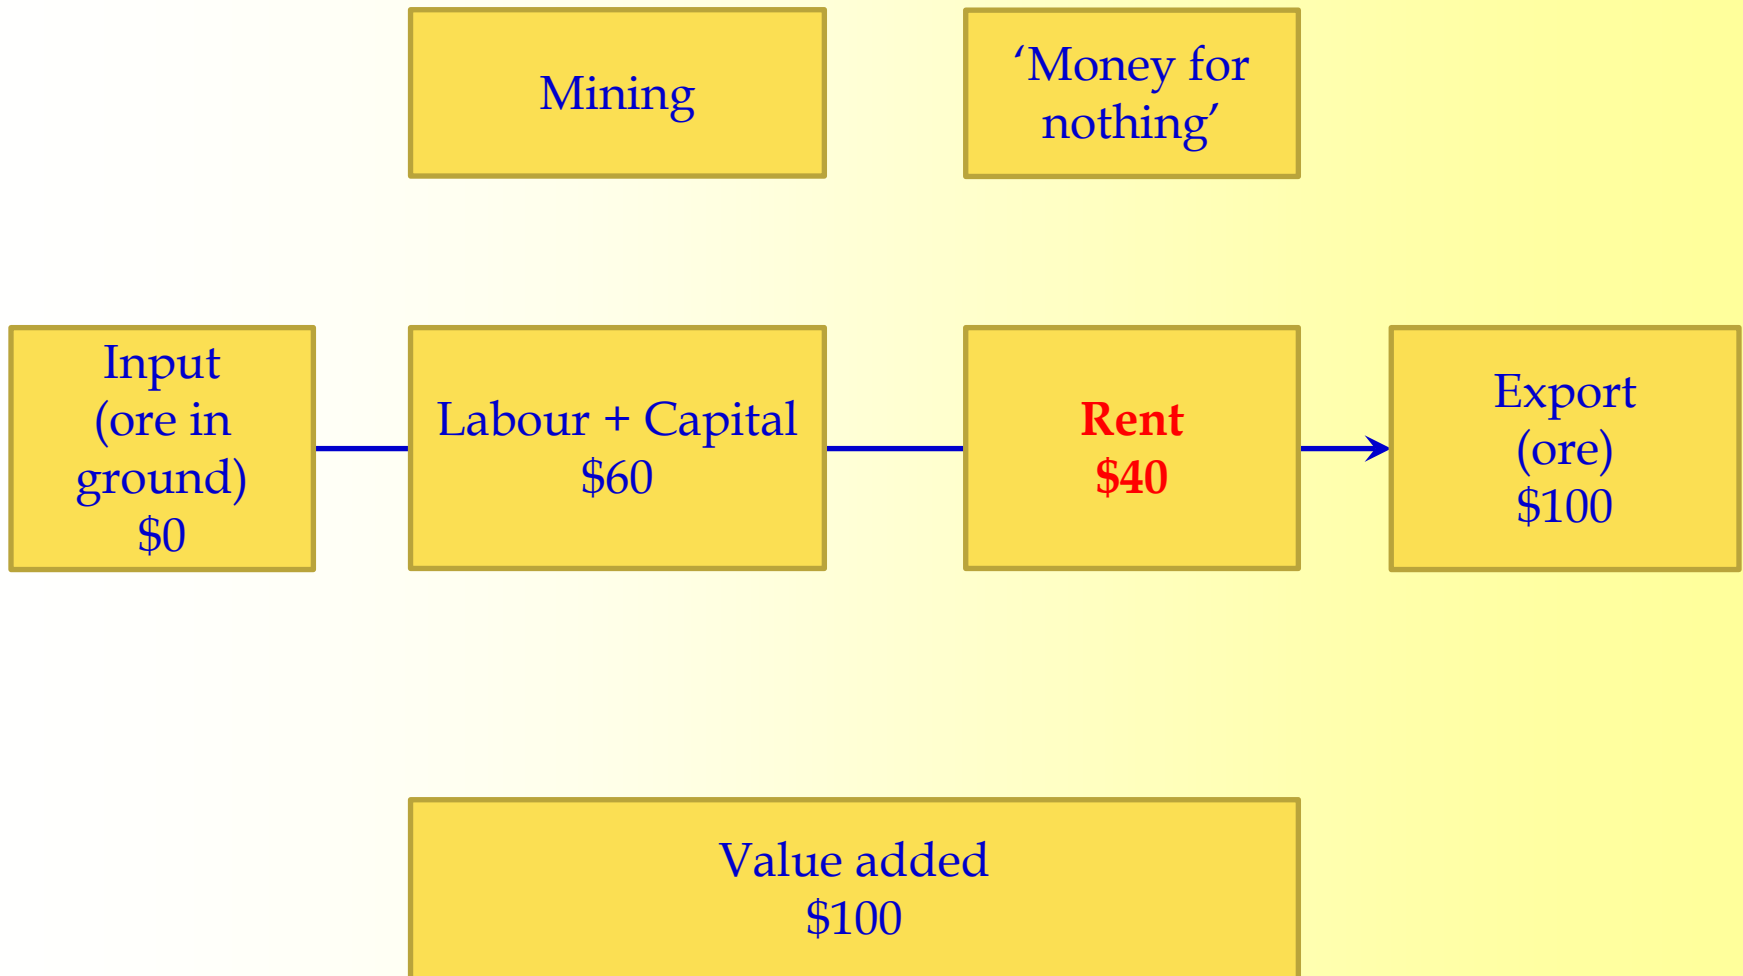 Mining
‘Money for
nothing’
Input
(ore in
ground)
$0
Labour + Capital
$60
Rent
$40
Export
(ore)
$100
Value added
$100